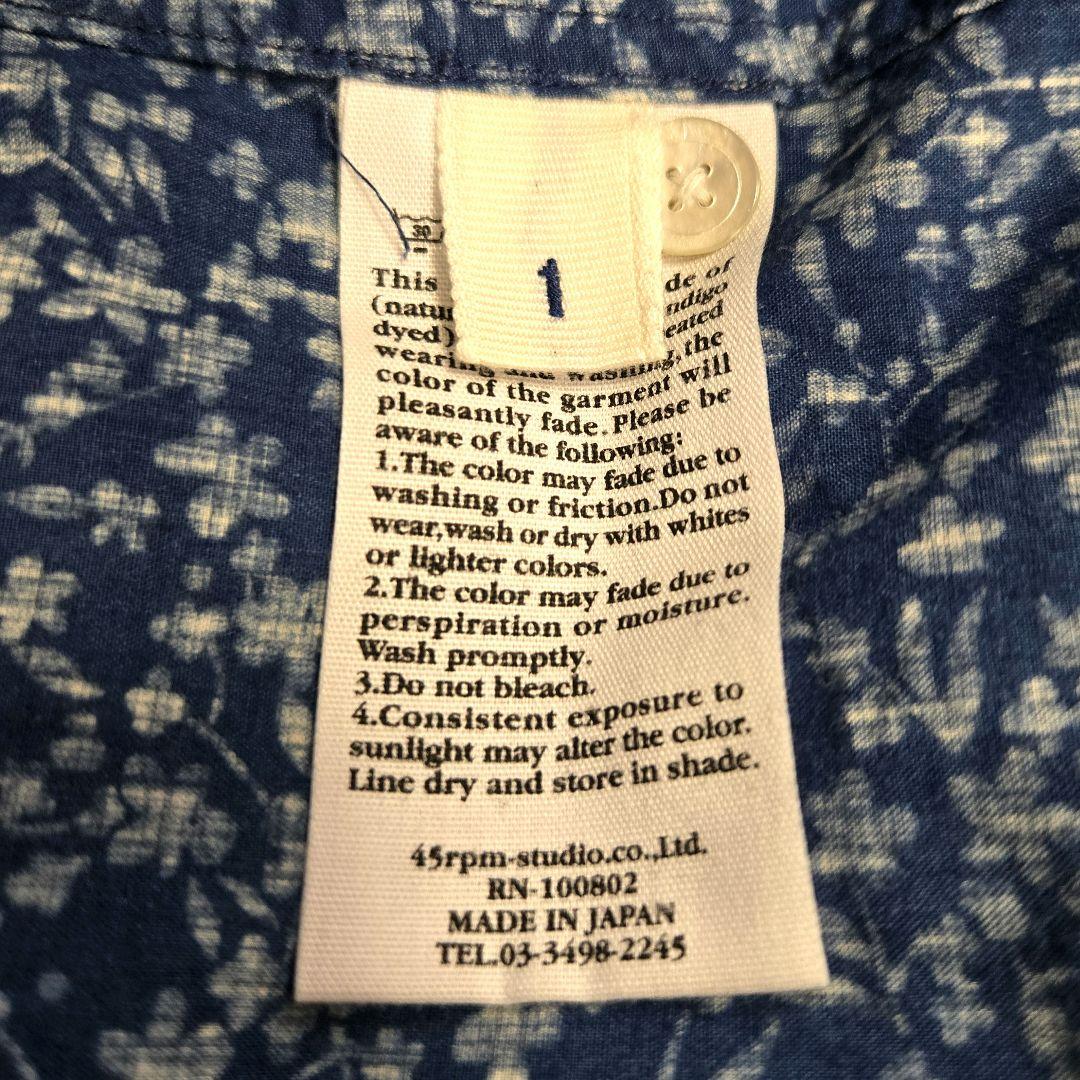 1
30
This de of
dyed)
color of the garment will
pleasantly fade.Please be
aware of the following:
1.The color may fade due to
washing or friction.Do not
wear,wash or dry with whites
or lighter colors.
2.The color may fade due to
perspiration or moisture.
Wash promptly.
3.Do not bleach.
4.Consistent exposure to
sunlight may alter the color.
Line dry and store in shade.
45rpm-studio.co.,Ltd.
RN-100802
MADE IN JAPAN
TEL.03-3498-2245